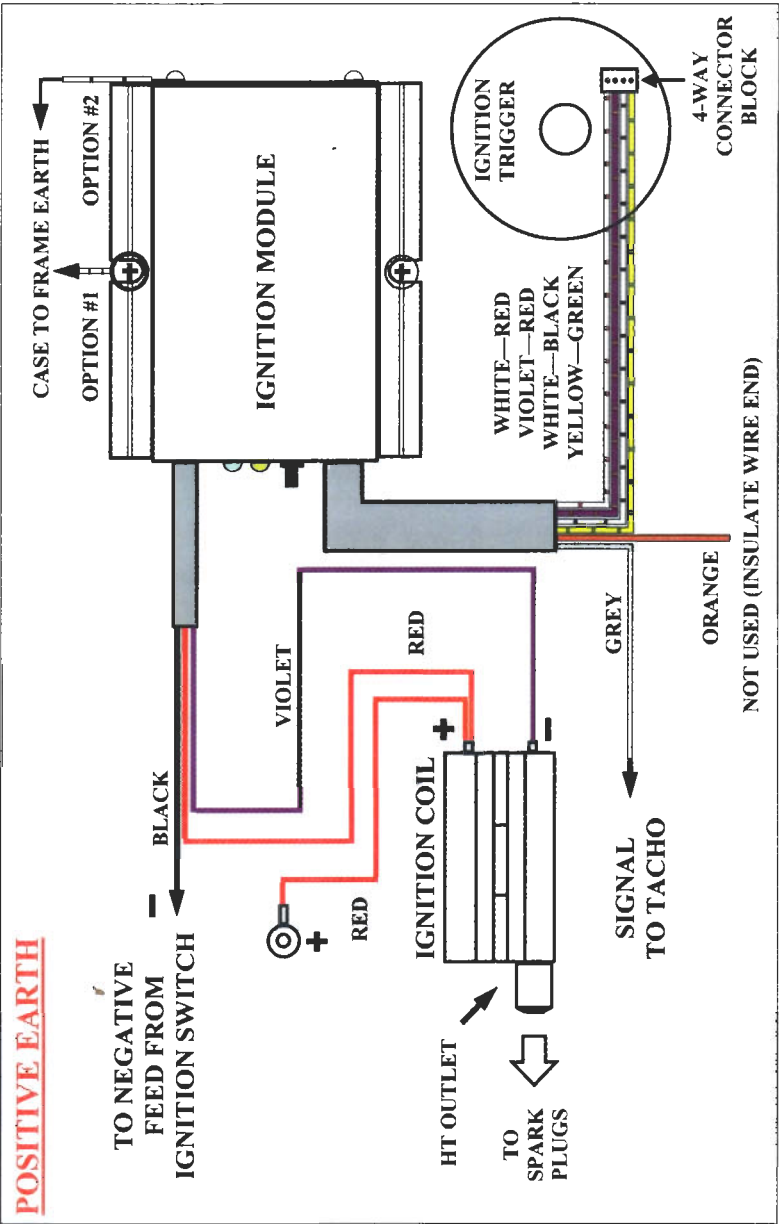 POSITIVE EARTH
TO NEGATIVE
FEED FROM
IGNITION SWITCH
−
BLACK
CASE TO FRAME EARTH
OPTION #1
OPTION #2
IGNITION MODULE
VIOLET
RED
+
RED
IGNITION COIL
+
−
HT OUTLET
TO
SPARK
PLUGS
SIGNAL
TO TACHO
GREY
ORANGE
NOT USED (INSULATE WIRE END)
WHITE—RED
VIOLET—RED
WHITE—BLACK
YELLOW—GREEN
IGNITION
TRIGGER
4-WAY
CONNECTOR
BLOCK